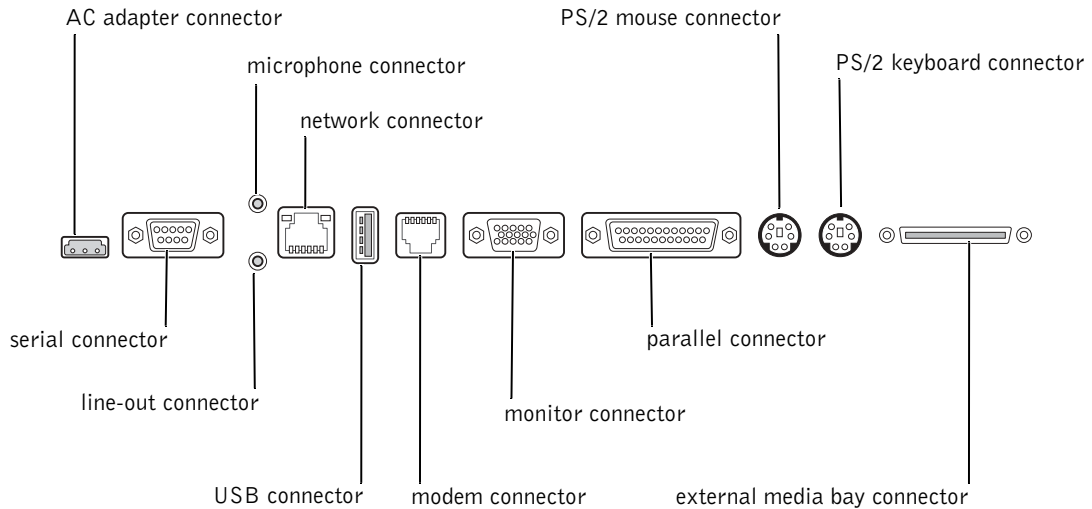 AC adapter connector
PS/2 mouse connector
microphone connector
PS/2 keyboard connector
network connector
serial connector
parallel connector
line-out connector
monitor connector
USB connector
modem connector
external media bay connector